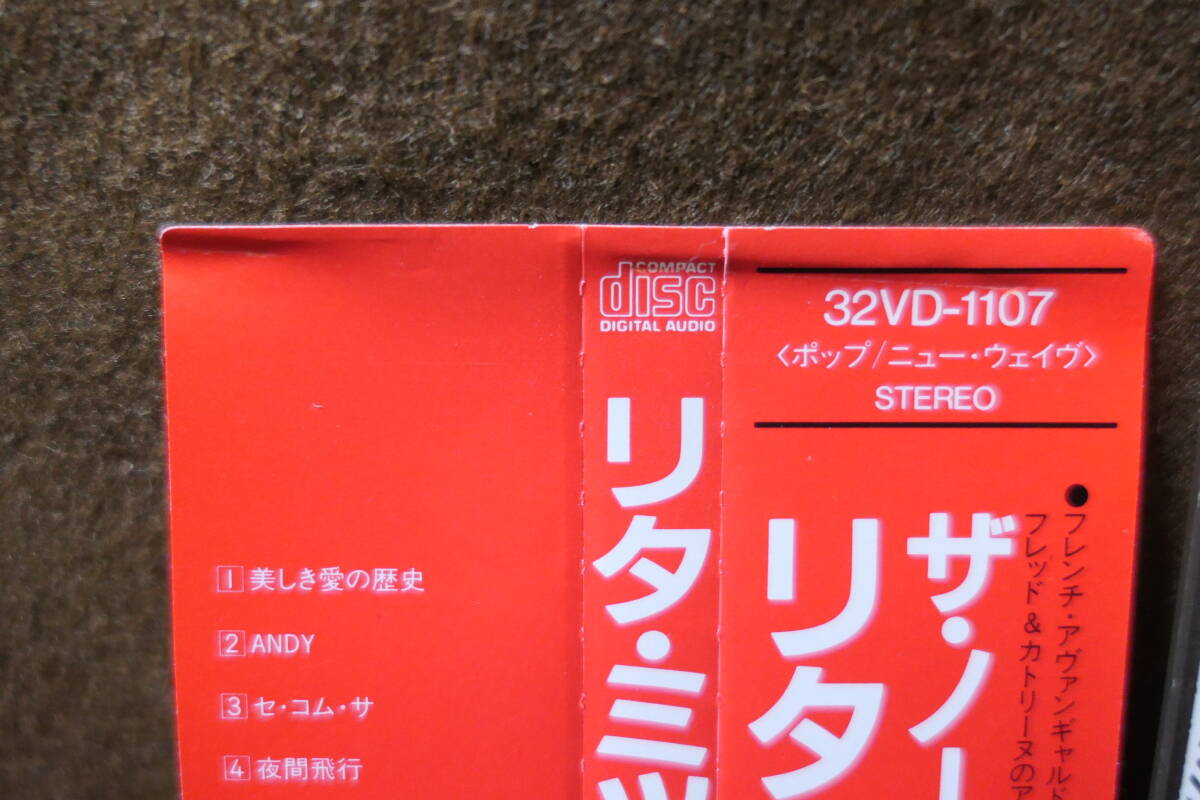 1 美しき愛の歴史
2 ANDY
3 セ・コム・サ
4 夜間飛行
COMPACT
disc
DIGITAL AUDIO
リタ・ミツ
32VD-1107
〈ポップ/ニュー・ウェイヴ〉
STEREO
●フレンチ・アヴァンギャルド
フレッド&カトリーヌのア
ザ・ノー
リタ